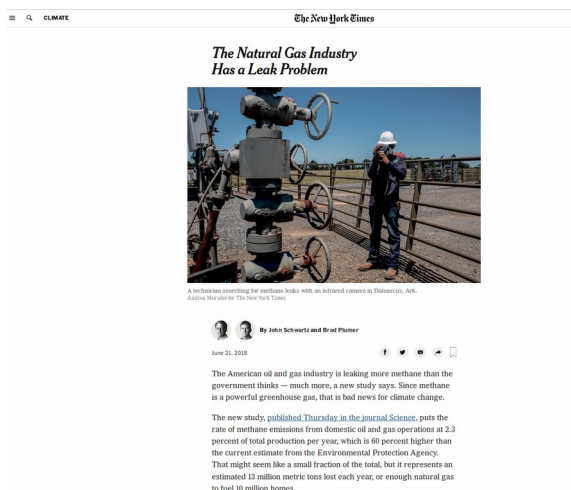 CLIMATE
The New York Times
The Natural Gas Industry
Has a Leak Problem
A technician searching for methane leaks with an infrared camera in Damascus, Ark.
Andrea Morales for The New York Times
By John Schwartz and Brad Plumer
June 21, 2018
The American oil and gas industry is leaking more methane than the
government thinks — much more, a new study says. Since methane
is a powerful greenhouse gas, that is bad news for climate change.
The new study, published Thursday in the journal Science, puts the
rate of methane emissions from domestic oil and gas operations at 2.3
percent of total production per year, which is 60 percent higher than
the current estimate from the Environmental Protection Agency.
That might seem like a small fraction of the total, but it represents an
estimated 13 million metric tons lost each year, or enough natural gas
to fuel 10 million homes.